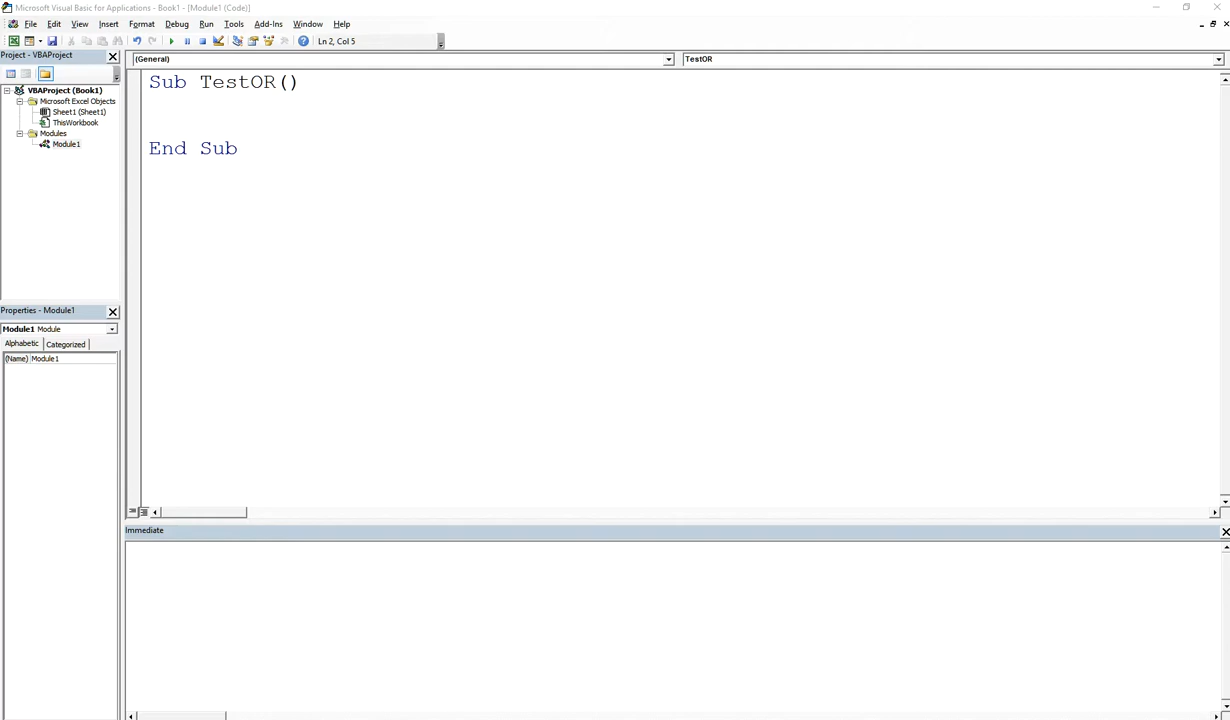 Microsoft Visual Basic for Applications - Book1 - [Module1 (Code)]
File Edit View Insert Format Debug Run Tools Add-Ins Window Help
Ln 2, Col 5
Project - VBAProject
(General)
TestOR
VBAProject (Book1)
Microsoft Excel Objects
Sheet1 (Sheet1)
ThisWorkbook
Modules
Module1
Sub TestOR()
End Sub
Properties - Module1
Module1 Module
Alphabetic Categorized
(Name) Module1
Immediate